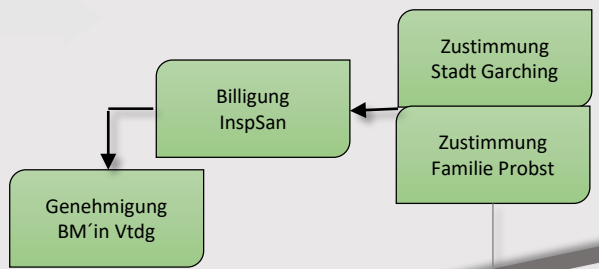 Zustimmung
Stadt Garching
Zustimmung
Familie Probst
Billigung
InspSan
Genehmigung
BM´in Vtdg